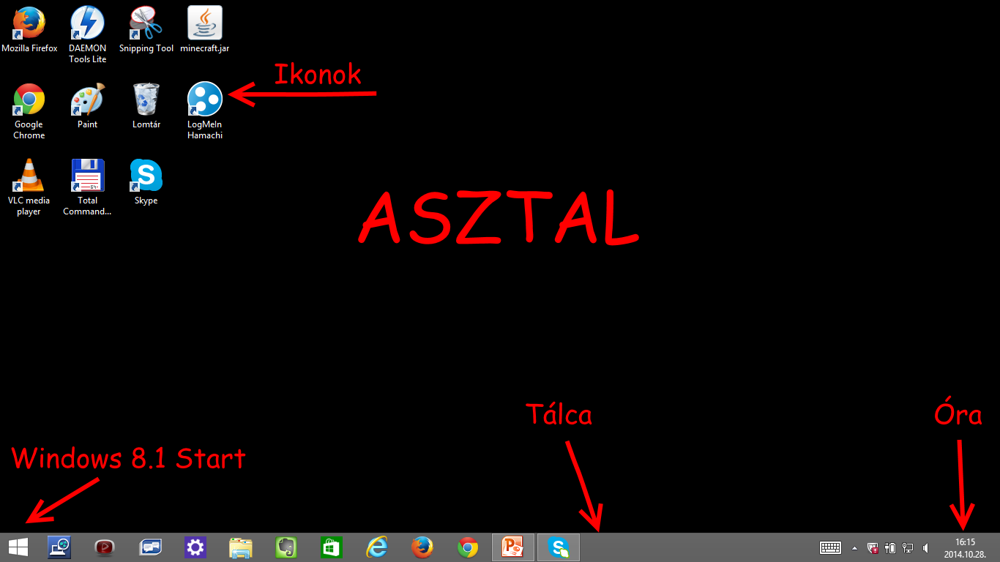 Mozilla Firefox
DAEMON
Tools Lite
Snipping Tool
minecraft.jar
Ikonok
Google
Chrome
Paint
Lomtár
LogMeIn
Hamachi
VLC media
player
Total
Command...
64-
S
Skype
ASZTAL
Tálca
Óra
Windows 8.1 Start
16:15
2014.10.28.